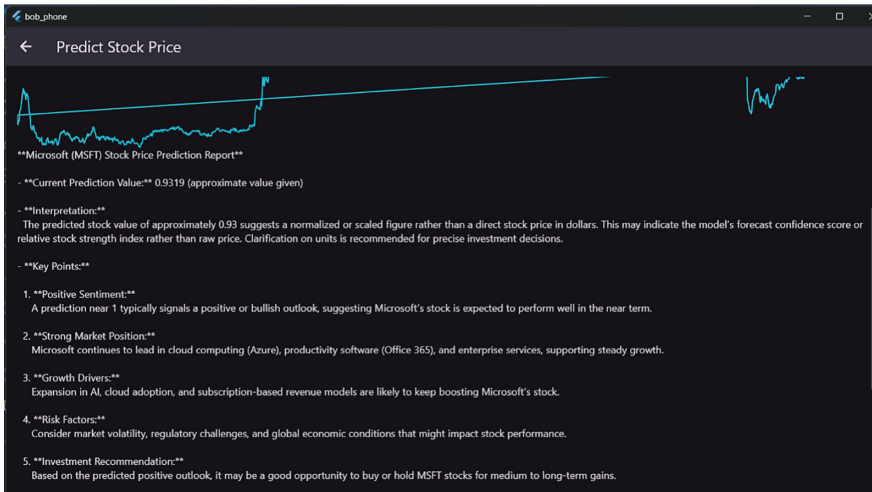 bob_phone
Predict Stock Price
**Microsoft (MSFT) Stock Price Prediction Report**
- **Current Prediction Value:** 0.9319 (approximate value given)
- **Interpretation:**
The predicted stock value of approximately 0.93 suggests a normalized or scaled figure rather than a direct stock price in dollars. This may indicate the model's forecast confidence score or
relative stock strength index rather than raw price. Clarification on units is recommended for precise investment decisions.
- **Key Points:**
1. **Positive Sentiment:**
A prediction near 1 typically signals a positive or bullish outlook, suggesting Microsoft's stock is expected to perform well in the near term.
2. **Strong Market Position:**
Microsoft continues to lead in cloud computing (Azure), productivity software (Office 365), and enterprise services, supporting steady growth.
3. **Growth Drivers:**
Expansion in AI, cloud adoption, and subscription-based revenue models are likely to keep boosting Microsoft's stock.
4. **Risk Factors:**
Consider market volatility, regulatory challenges, and global economic conditions that might impact stock performance.
5. **Investment Recommendation:**
Based on the predicted positive outlook, it may be a good opportunity to buy or hold MSFT stocks for medium to long-term gains.